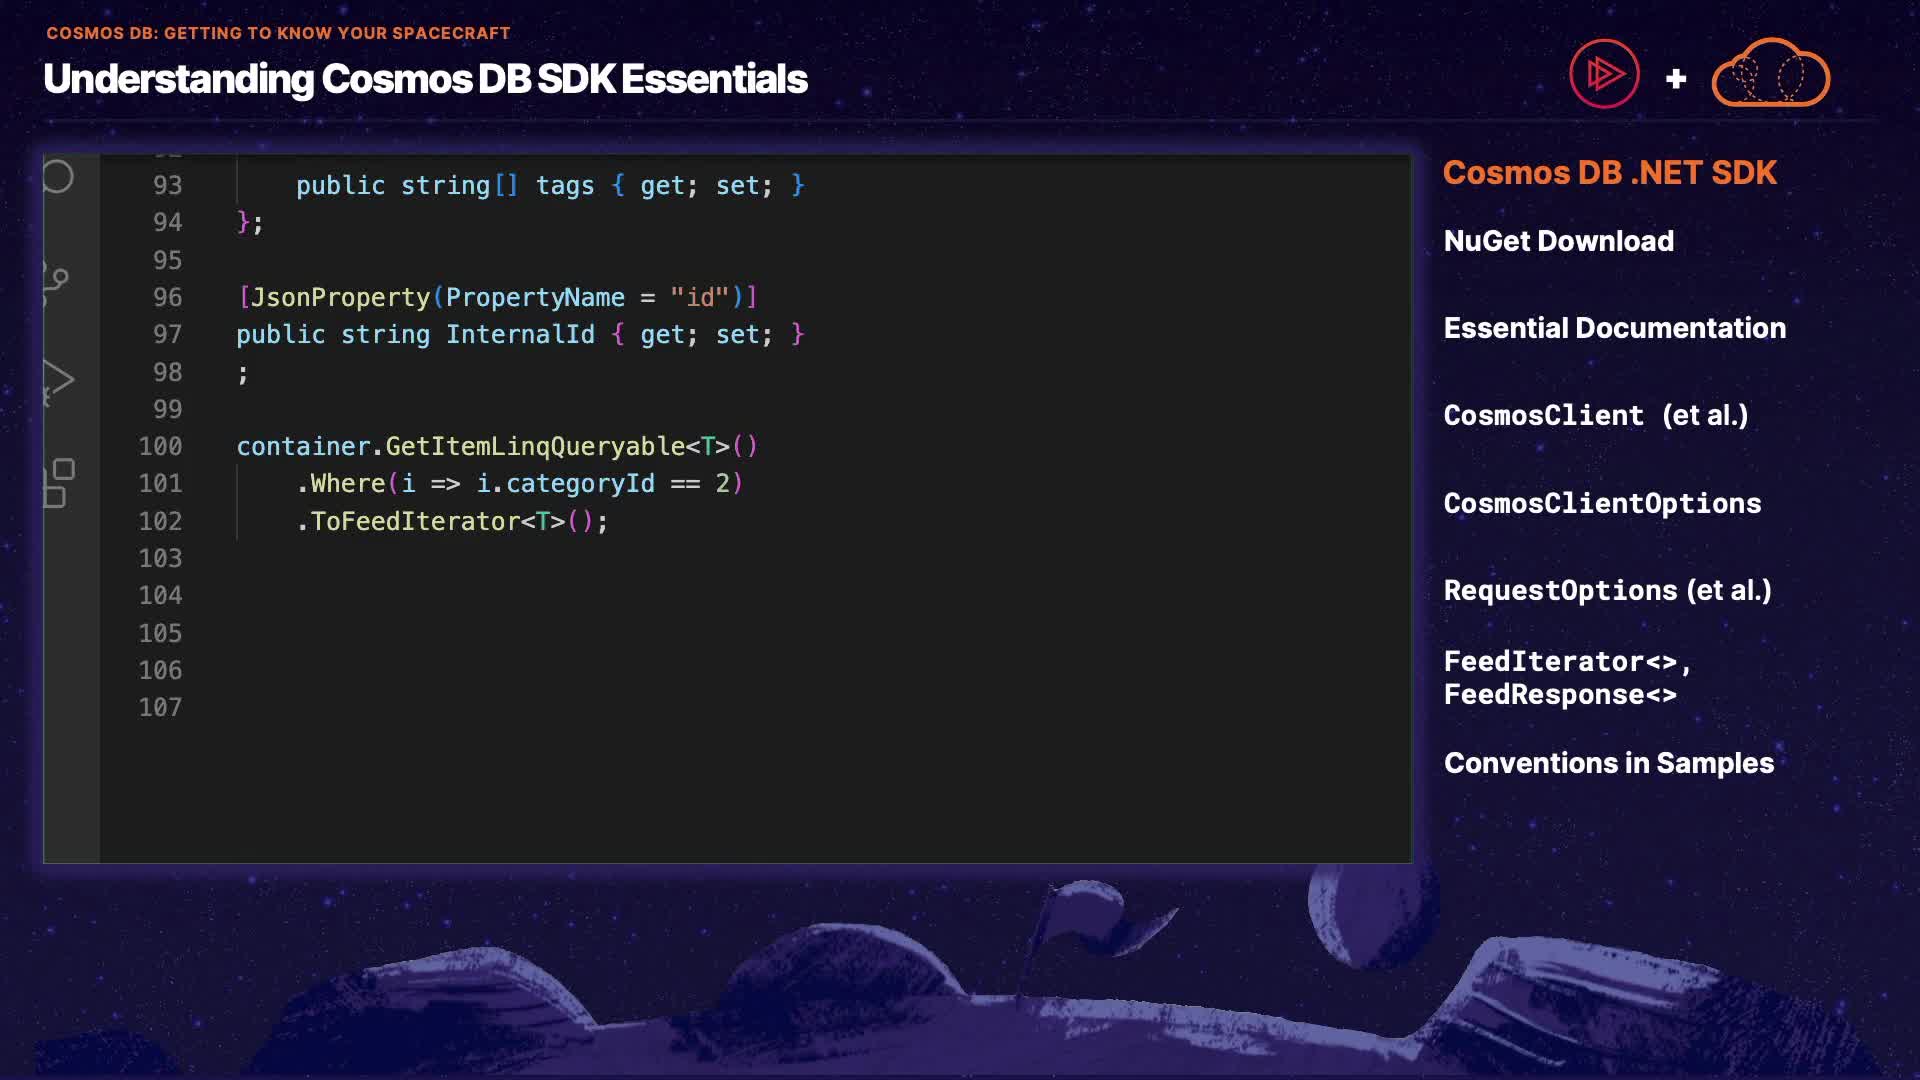 COSMOS DB: GETTING TO KNOW YOUR SPACECRAFT
Understanding Cosmos DB SDK Essentials
+
93 public string[] tags { get; set; }
94 };
95
96 [JsonProperty(PropertyName = "id")]
97 public string InternalId { get; set; }
98 ;
99
100 container.GetItemLinqQueryable<T>()
101 .Where(i => i.categoryId == 2)
102 .ToFeedIterator<T>();
103
104
105
106
107
Cosmos DB .NET SDK
NuGet Download
Essential Documentation
CosmosClient (et al.)
CosmosClientOptions
RequestOptions (et al.)
FeedIterator<>,
FeedResponse<>
Conventions in Samples